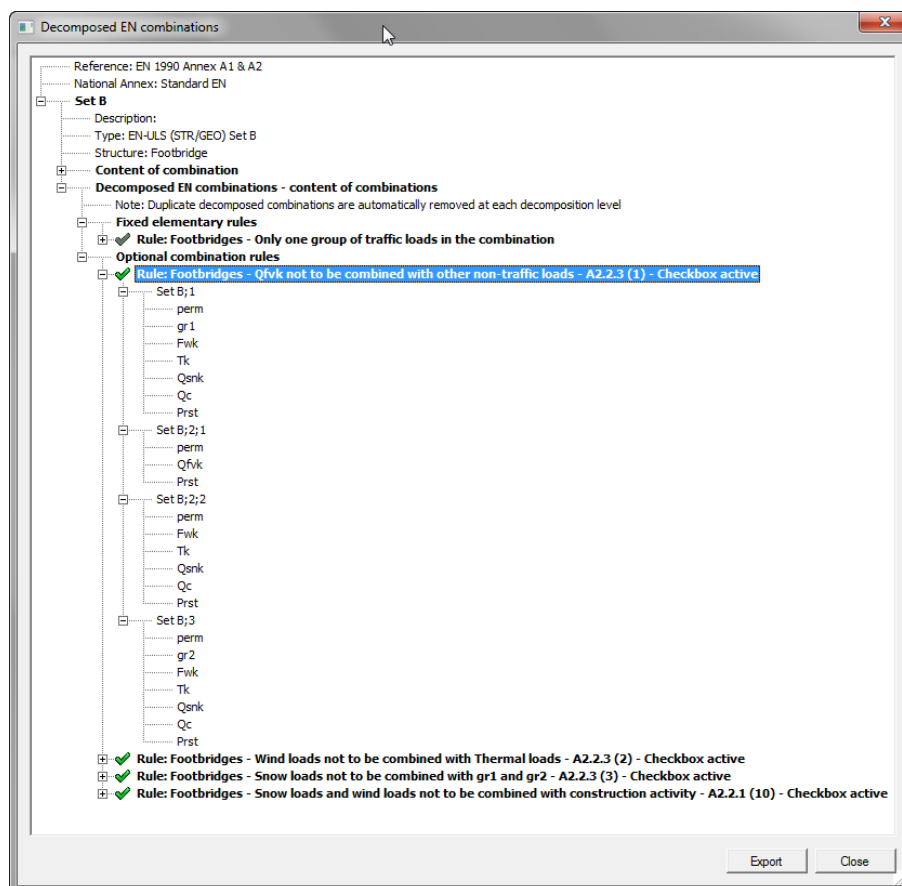 Decomposed EN combinations
Reference: EN 1990 Annex A1 & A2
National Annex: Standard EN
Set B
Description:
Type: EN-ULS (STR/GEO) Set B
Structure: Footbridge
Content of combination
Decomposed EN combinations - content of combinations
Note: Duplicate decomposed combinations are automatically removed at each decomposition level
Fixed elementary rules
Rule: Footbridges - Only one group of traffic loads in the combination
Optional combination rules
Rule: Footbridges - Qfvk not to be combined with other non-traffic loads - A2.2.3 (1) - Checkbox active
Set B;1
perm
gr1
Fwk
Tk
Qsnk
Qc
Prst
Set B;2;1
perm
Qfvk
Prst
Set B;2;2
perm
Fwk
Tk
Qsnk
Qc
Prst
Set B;3
perm
gr2
Fwk
Tk
Qsnk
Qc
Prst
Rule: Footbridges - Wind loads not to be combined with Thermal loads - A2.2.3 (2) - Checkbox active
Rule: Footbridges - Snow loads not to be combined with gr1 and gr2 - A2.2.3 (3) - Checkbox active
Rule: Footbridges - Snow loads and wind loads not to be combined with construction activity - A2.2.1 (10) - Checkbox active
Export
Close